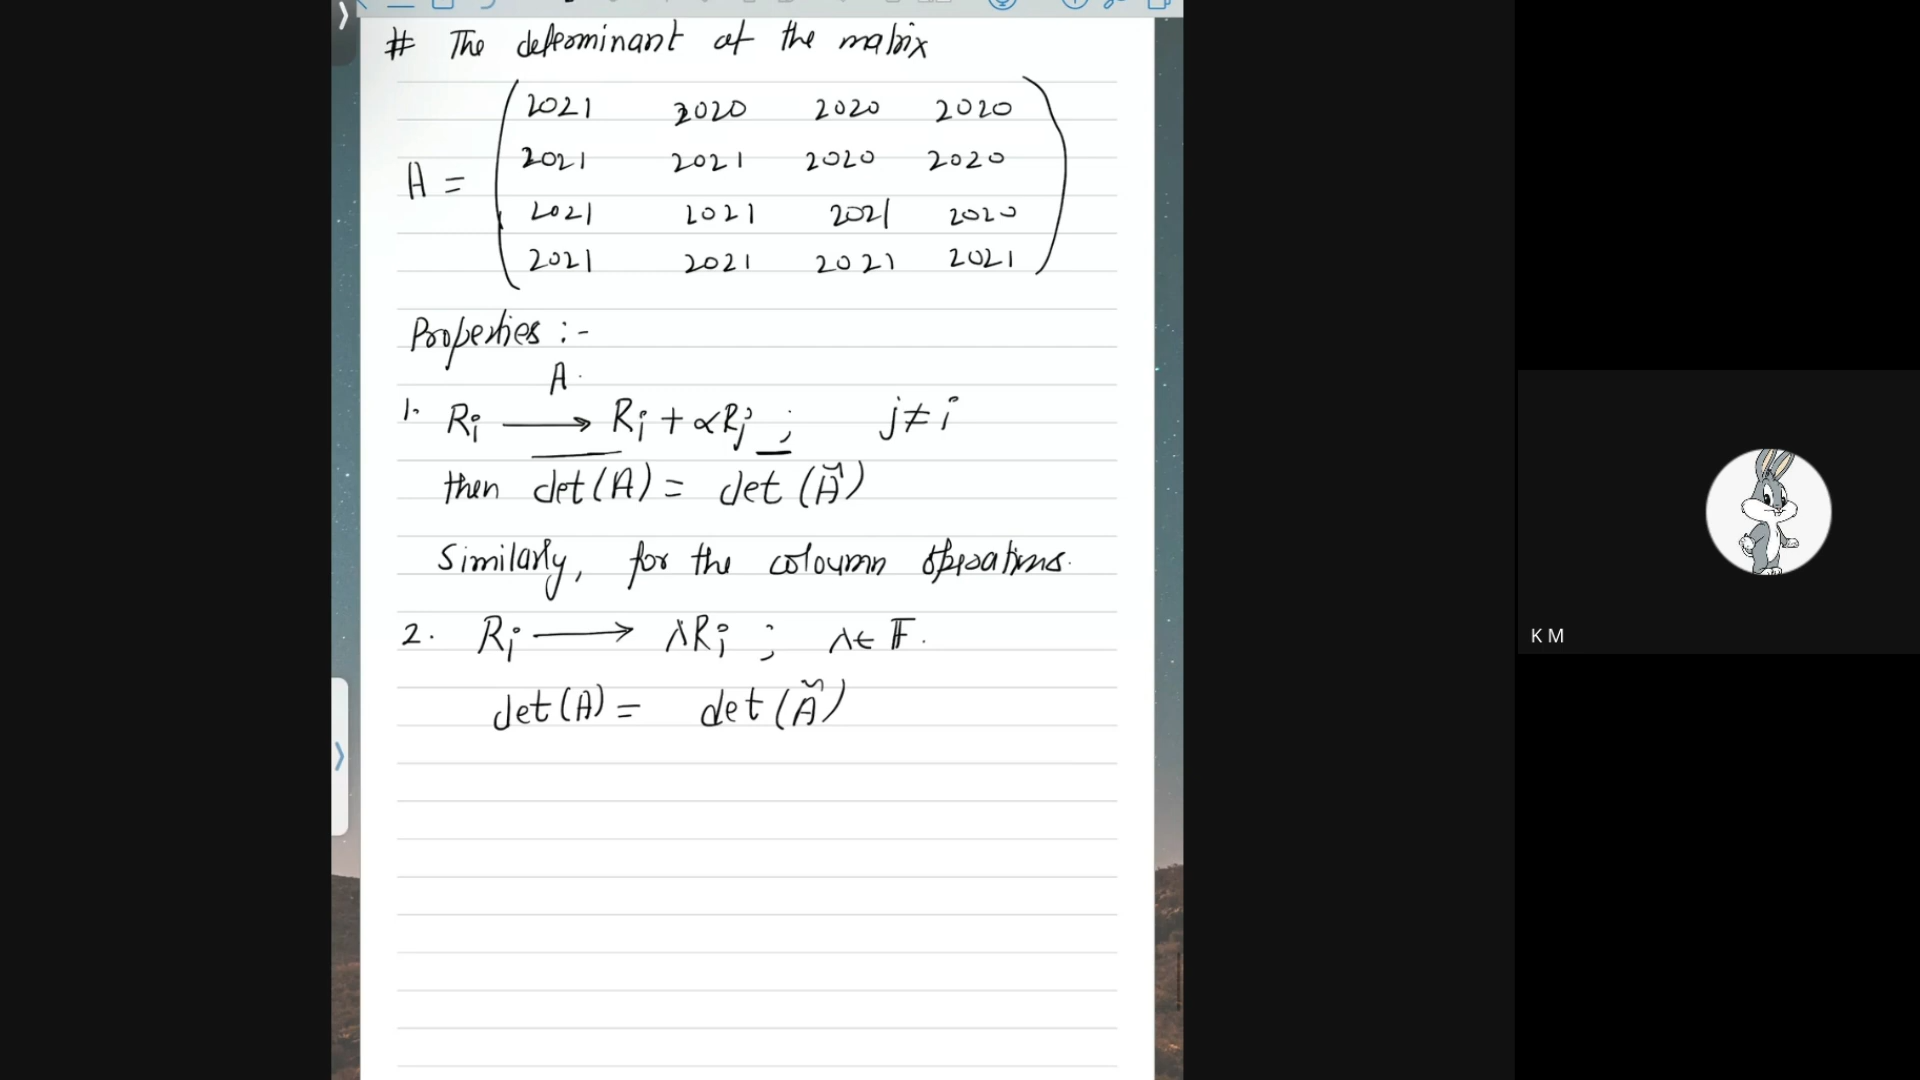 # The determinant of the matrix
A = ( 2021 2020 2020 2020
2021 2021 2020 2020
2021 2021 2021 2020
2021 2021 2021 2021 )
Properties :-
A
1. Ri → Ri + αRj ; j ≠ i
then det(A) = det(Ã)
Similarly, for the coloumn operations.
2. Ri → λRi ; λ ∈ F.
det(A) = det(Ã)
K M